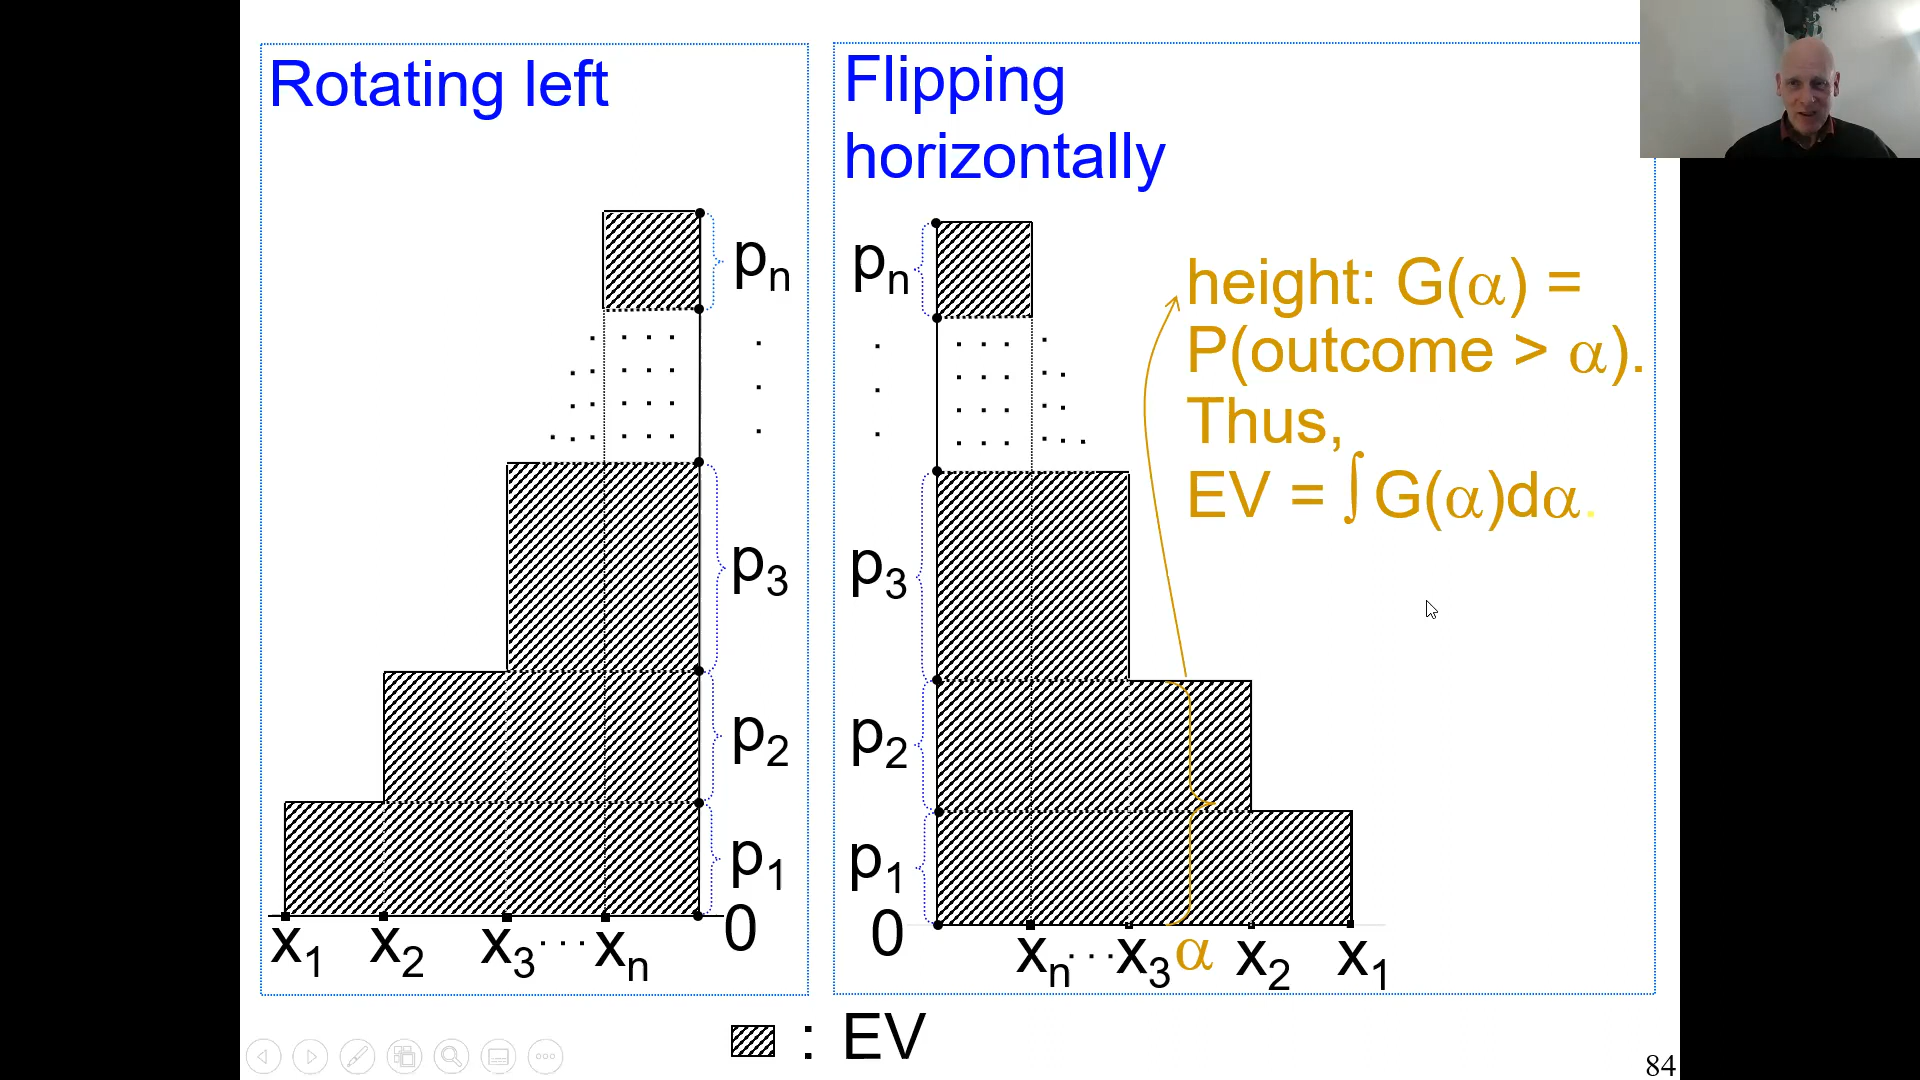 Rotating left
pn
p3
p2
p1
0
x1 x2 x3 ... xn
Flipping
horizontally
pn
p3
p2
p1
0
xn ... x3 α x2 x1
height: G(α) =
P(outcome > α).
Thus,
EV = ∫G(α)dα.
: EV
84